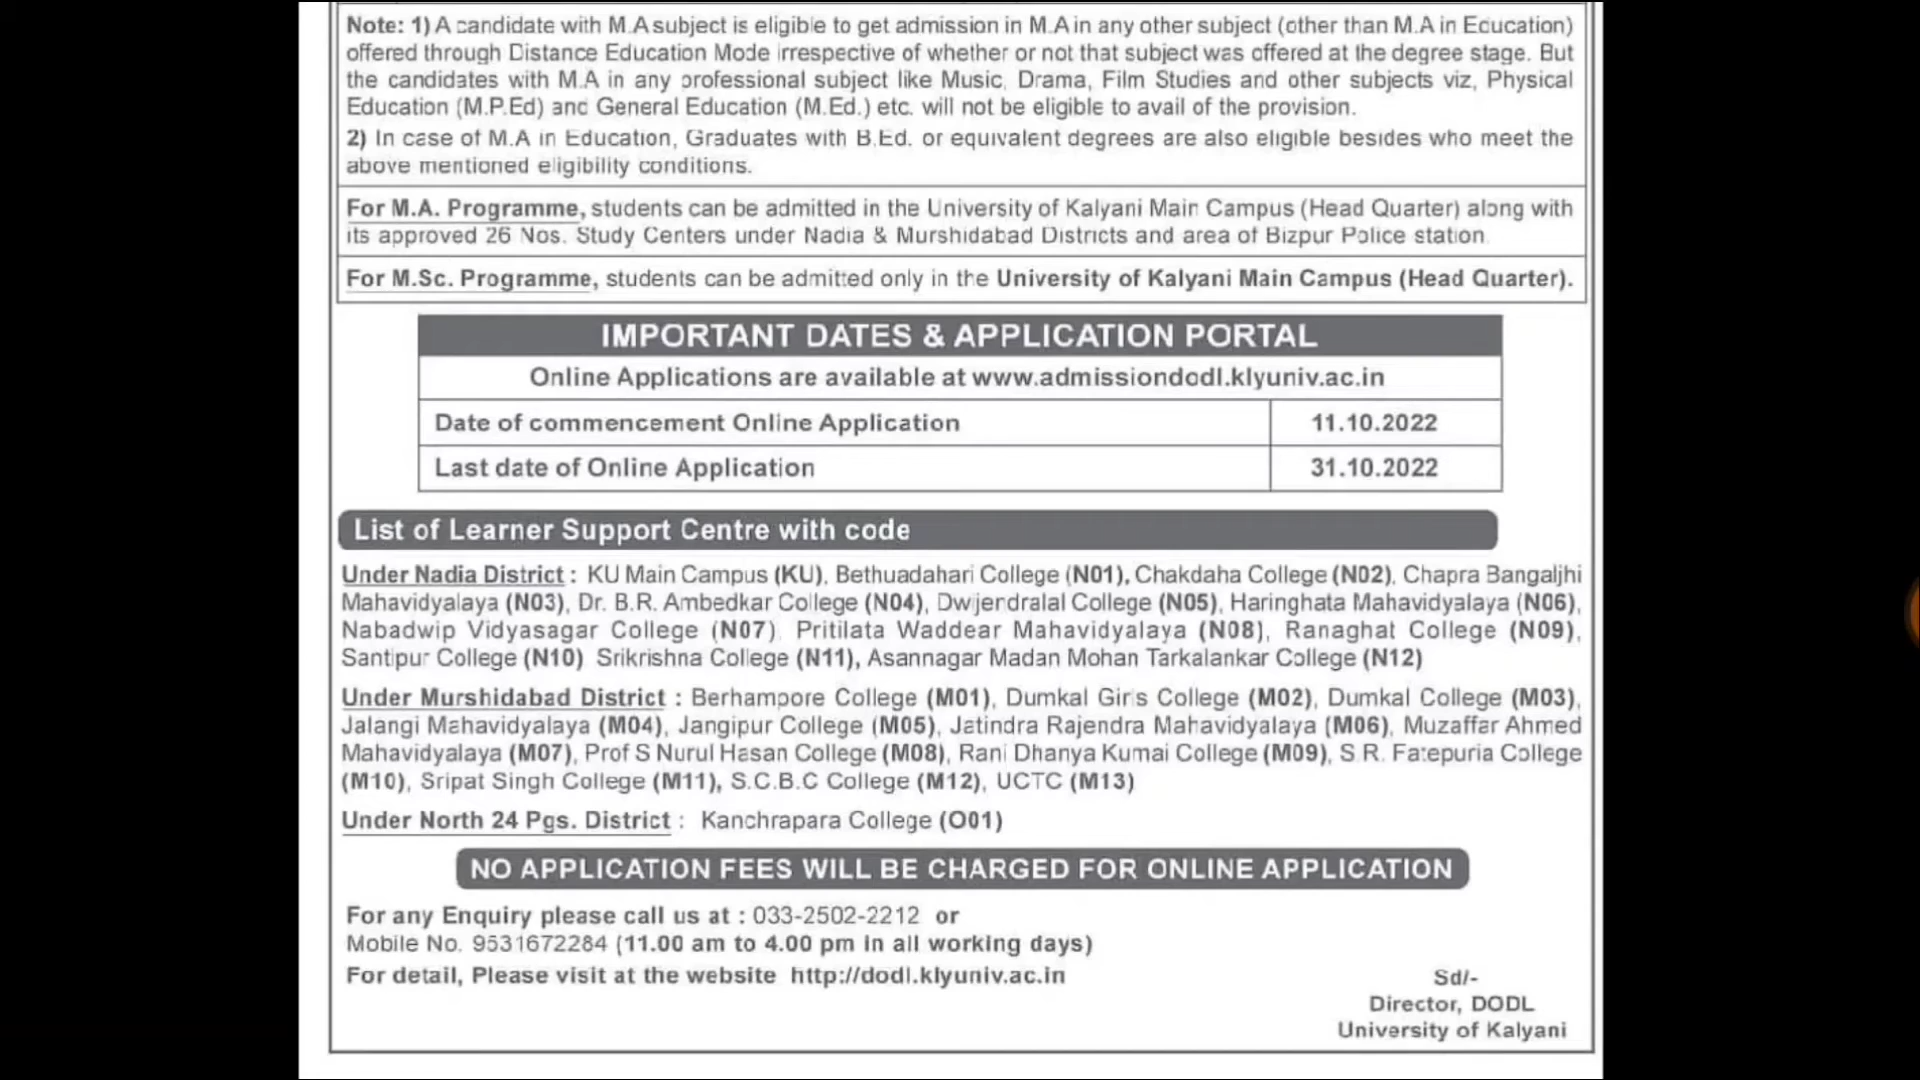 Note: 1) A candidate with M.A subject is eligible to get admission in M.A in any other subject (other than M.A in Education)
offered through Distance Education Mode irrespective of whether or not that subject was offered at the degree stage. But
the candidates with M.A in any professional subject like Music, Drama, Film Studies and other subjects viz, Physical
Education (M.P.Ed) and General Education (M.Ed.) etc. will not be eligible to avail of the provision.
2) In case of M.A in Education, Graduates with B.Ed. or equivalent degrees are also eligible besides who meet the
above mentioned eligibility conditions.
For M.A. Programme, students can be admitted in the University of Kalyani Main Campus (Head Quarter) along with
its approved 26 Nos. Study Centers under Nadia & Murshidabad Districts and area of Bizpur Police station.
For M.Sc. Programme, students can be admitted only in the University of Kalyani Main Campus (Head Quarter).
IMPORTANT DATES & APPLICATION PORTAL
Online Applications are available at www.admissiondodl.klyuniv.ac.in
Date of commencement Online Application 11.10.2022
Last date of Online Application 31.10.2022
List of Learner Support Centre with code
Under Nadia District : KU Main Campus (KU), Bethuadahari College (N01), Chakdaha College (N02), Chapra Bangaljhi
Mahavidyalaya (N03), Dr. B.R. Ambedkar College (N04), Dwijendralal College (N05), Haringhata Mahavidyalaya (N06),
Nabadwip Vidyasagar College (N07), Pritilata Waddear Mahavidyalaya (N08), Ranaghat College (N09),
Santipur College (N10) Srikrishna College (N11), Asannagar Madan Mohan Tarkalankar College (N12)
Under Murshidabad District : Berhampore College (M01), Dumkal Girls College (M02), Dumkal College (M03),
Jalangi Mahavidyalaya (M04), Jangipur College (M05), Jatindra Rajendra Mahavidyalaya (M06), Muzaffar Ahmed
Mahavidyalaya (M07), Prof S Nurul Hasan College (M08), Rani Dhanya Kumai College (M09), S.R. Fatepuria College
(M10), Sripat Singh College (M11), S.C.B.C College (M12), UCTC (M13)
Under North 24 Pgs. District : Kanchrapara College (O01)
NO APPLICATION FEES WILL BE CHARGED FOR ONLINE APPLICATION
For any Enquiry please call us at : 033-2502-2212 or
Mobile No. 9531672284 (11.00 am to 4.00 pm in all working days)
For detail, Please visit at the website http://dodl.klyuniv.ac.in
Sd/-
Director, DODL
University of Kalyani